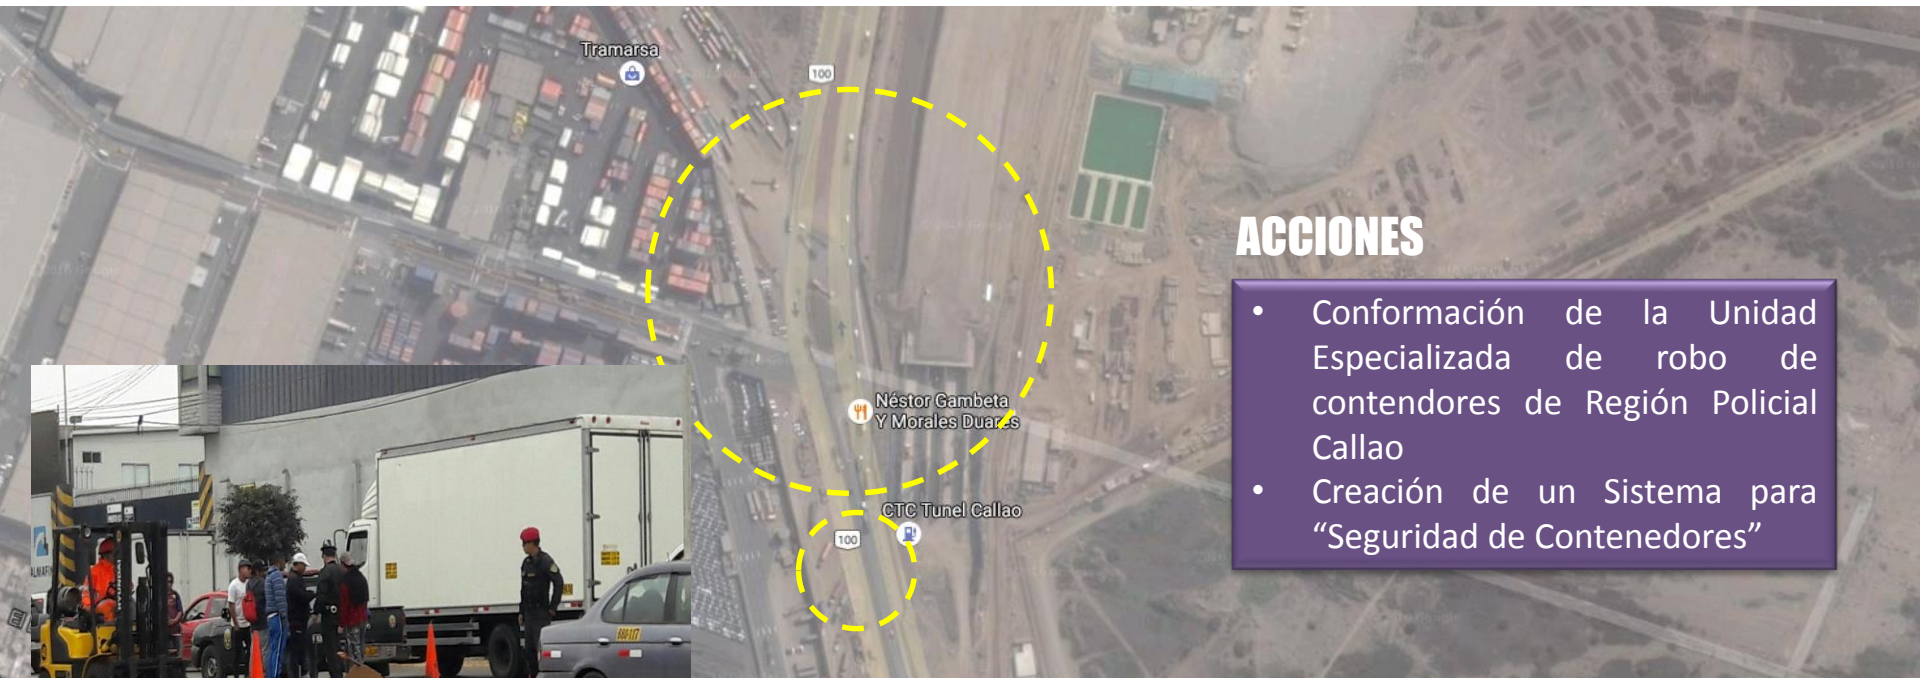 Tramarsa
100
ACCIONES
• Conformación de la Unidad
Especializada de robo de
contendores de Región Policial
Callao
• Creación de un Sistema para
“Seguridad de Contenedores”
Néstor Gambeta
Y Morales Duares
CTC Tunel Callao
100
HYUNDAI